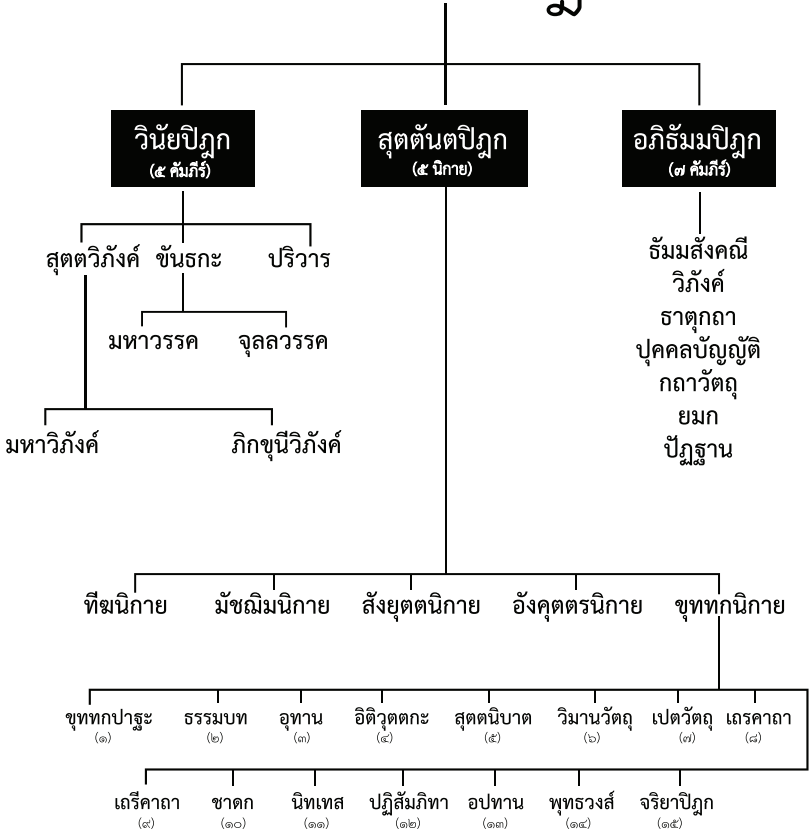 วินัยปิฎก
(๕ คัมภีร์)
สุตตันตปิฎก
(๕ นิกาย)
อภิธัมมปิฎก
(๗ คัมภีร์)
สุตตวิภังค์ ขันธกะ ปริวาร
มหาวรรค จุลลวรรค
มหาวิภังค์ ภิกขุนีวิภังค์
ธัมมสังคณี
วิภังค์
ธาตุกถา
ปุคคลบัญญัติ
กถาวัตถุ
ยมก
ปัฏฐาน
ทีฆนิกาย มัชฌิมนิกาย สังยุตตนิกาย อังคุตตรนิกาย ขุททกนิกาย
ขุททกปาฐะ ธรรมบท อุทาน อิติวุตตกะ สุตตนิบาต วิมานวัตถุ เปตวัตถุ เถรคาถา
(๑) (๒) (๓) (๔) (๕) (๖) (๗) (๘)
เถรีคาถา ชาดก นิทเทส ปฏิสัมภิทา อปทาน พุทธวงส์ จริยาปิฎก
(๙) (๑๐) (๑๑) (๑๒) (๑๓) (๑๔) (๑๕)